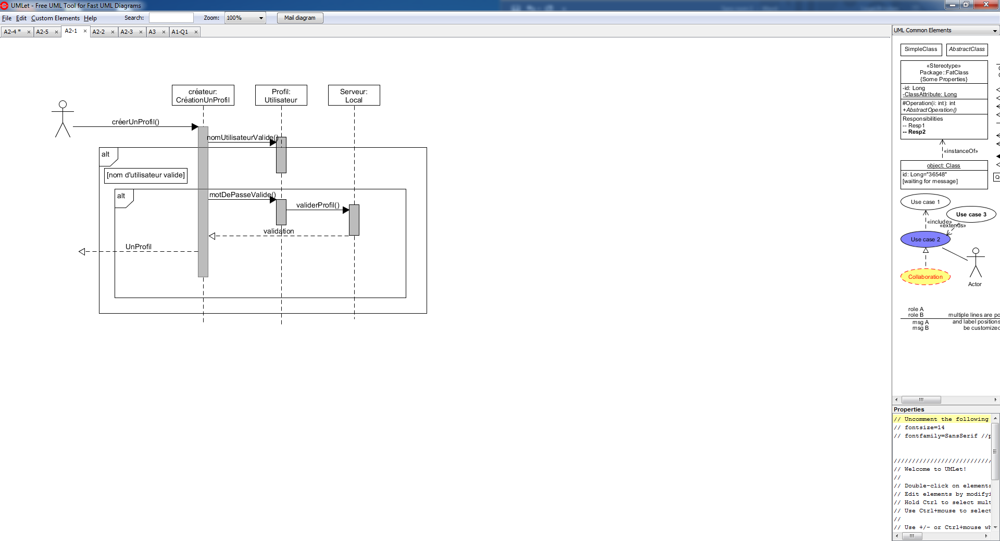 UMLet - Free UML Tool for Fast UML Diagrams
File Edit Custom Elements Help Search: Zoom: 100% Mail diagram
A2-4 * A2-5 A2-1 A2-2 A2-3 A3 A1-Q1
créateur:
CréationUnProfil
Profil:
Utilisateur
Serveur:
Local
créerUnProfil()
nomUtilisateurValide()
alt
[nom d'utilisateur valide]
alt
motDePasseValide()
validerProfil()
validation
UnProfil
UML Common Elements
SimpleClass
AbstractClass
«Stereotype»
Package::FatClass
{Some Properties}
-id: Long
-ClassAttribute: Long
#Operation(i: int): int
+AbstractOperation()
Responsibilities
-- Resp1
-- Resp2
«instanceOf»
object: Class
id: Long="36548"
[waiting for message]
Use case 1
Use case 3
«include»
«extends»
Use case 2
Collaboration
Actor
role A
role B
msg A
msg B
multiple lines are po
and label positions
be customized
Properties
// Uncomment the following
// fontsize=14
// fontfamily=SansSerif //p
///////////////////////////
// Welcome to UMLet!
//
// Double-click on elements
// Edit elements by modifyi
// Hold Ctrl to select mult
// Use Ctrl+mouse to select
//
// Use +/- or Ctrl+mouse wh